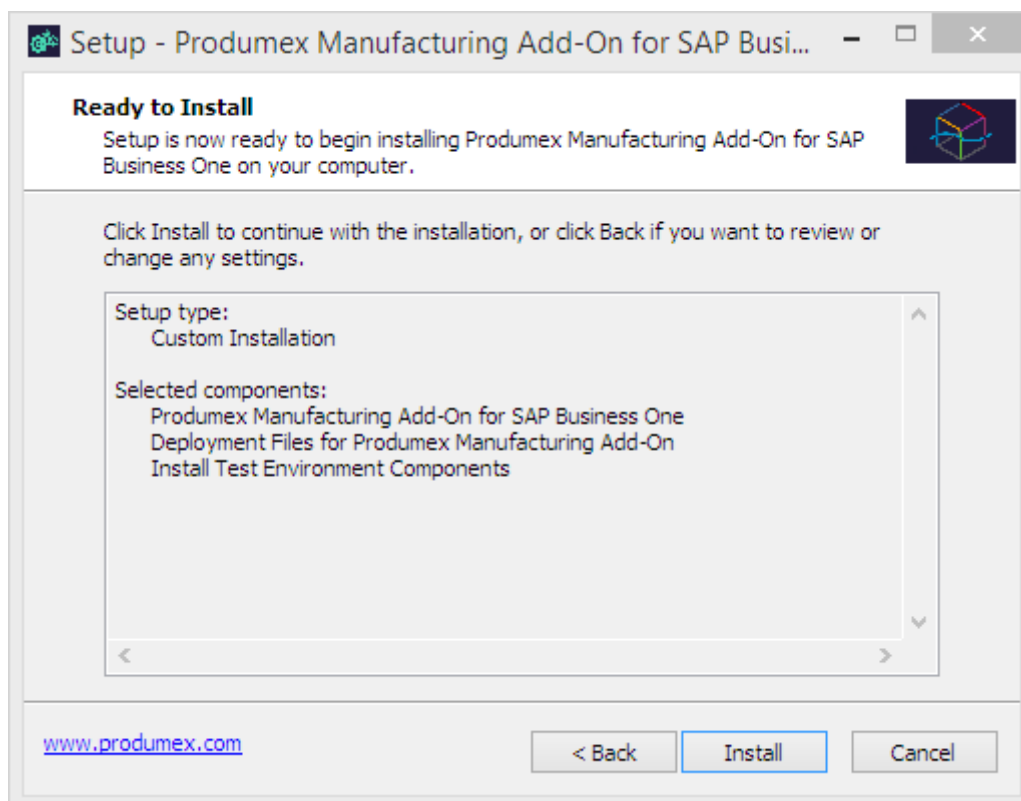 Setup - Produmex Manufacturing Add-On for SAP Busi...
Ready to Install
Setup is now ready to begin installing Produmex Manufacturing Add-On for SAP
Business One on your computer.
Click Install to continue with the installation, or click Back if you want to review or
change any settings.
Setup type:
Custom Installation
Selected components:
Produmex Manufacturing Add-On for SAP Business One
Deployment Files for Produmex Manufacturing Add-On
Install Test Environment Components
www.produmex.com
< Back
Install
Cancel